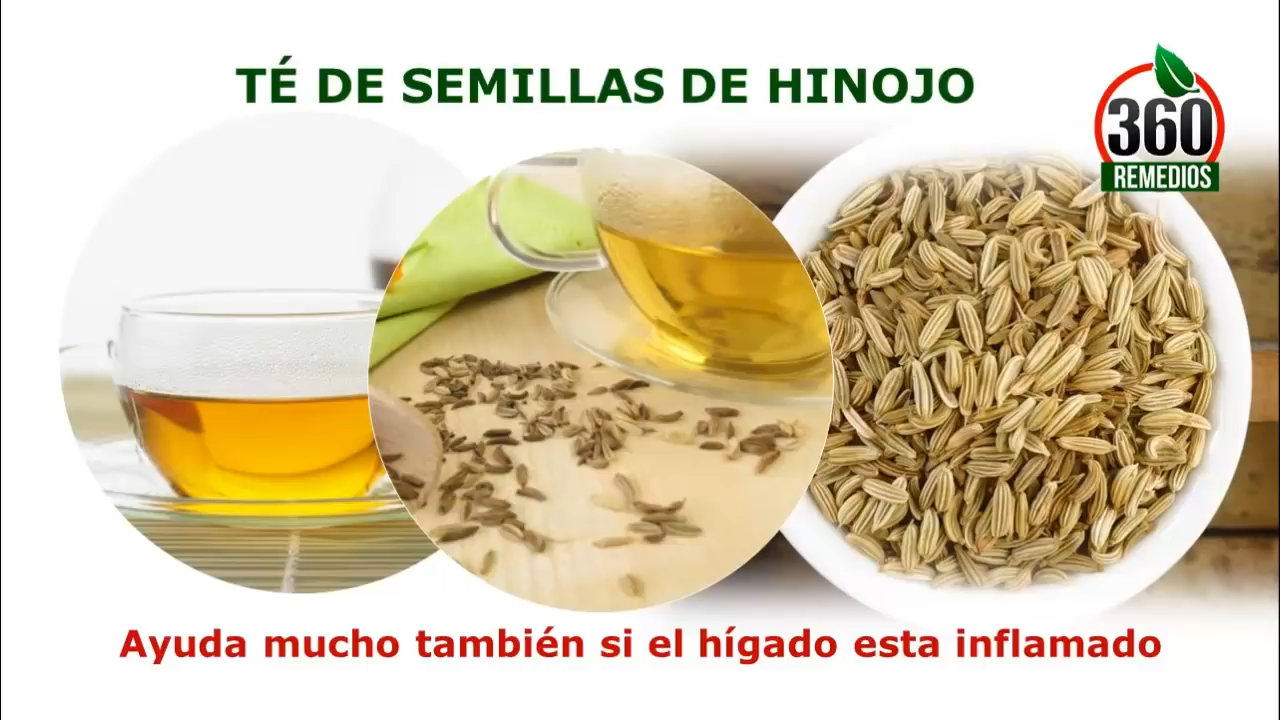 TÉ DE SEMILLAS DE HINOJO
360
REMEDIOS
Ayuda mucho también si el hígado esta inflamado